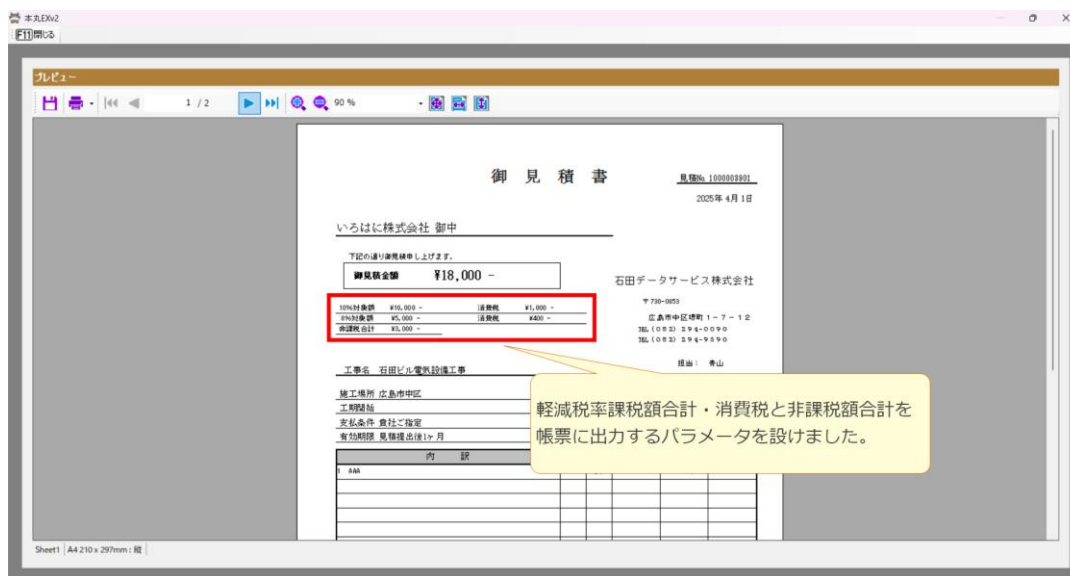 本丸EXv2
F11閉じる
プレビュー
1 / 2
90 %
御 見 積 書
見積No. 1000003901
2025年 4月 1日
いろはに株式会社 御中
下記の通り御見積申し上げます。
御見積金額 ¥18,000 -
石田データサービス株式会社
10%対象額 ¥10,000 - 消費税 ¥1,000 -
8%対象額 ¥5,000 - 消費税 ¥400 -
非課税合計 ¥3,000 -
〒730-0853
広島市中区堺町1-7-12
担当: 青山
工事名 石田ビル電気設備工事
施工場所 広島市中区
工期開始
支払条件 貴社ご指定
有効期限 見積提出後1ヶ月
軽減税率課税額合計・消費税と非課税額合計を
帳票に出力するパラメータを設けました。
内 訳
1 AAA
Sheet1 A4 210 x 297mm : 縦